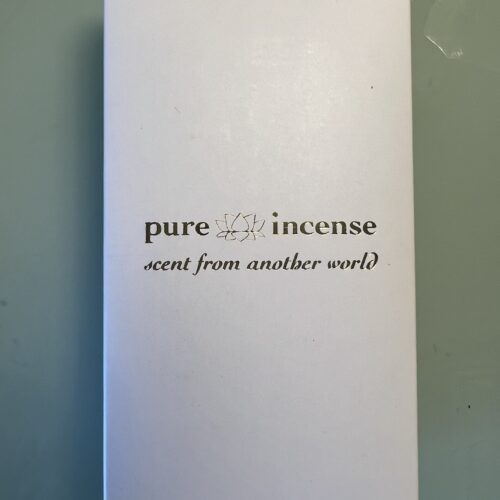 pure incense
scent from another world